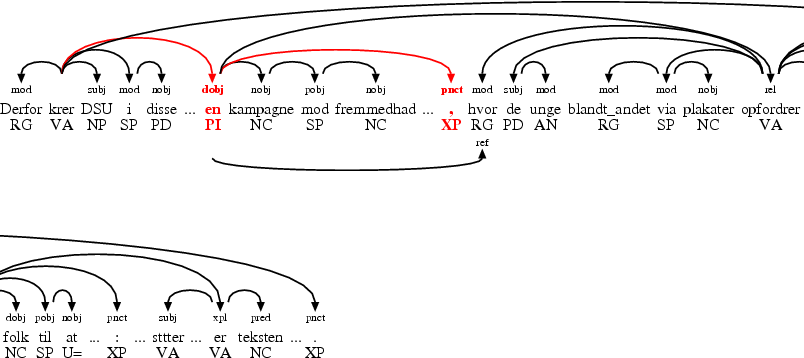 mod subj mod nobj dobj nobj pobj nobj pnct mod subj mod mod mod nobj rel
Derfor krer DSU i disse ... en kampagne mod fremmedhad ... , hvor de unge blandt_andet via plakater opfordrer
RG VA NP SP PD PI NC SP NC XP RG PD AN RG SP NC VA
ref
dobj pobj nobj pnct subj xpl pred pnct
folk til at ... : ... sttter ... er teksten ... .
NC SP U= XP VA VA NC XP